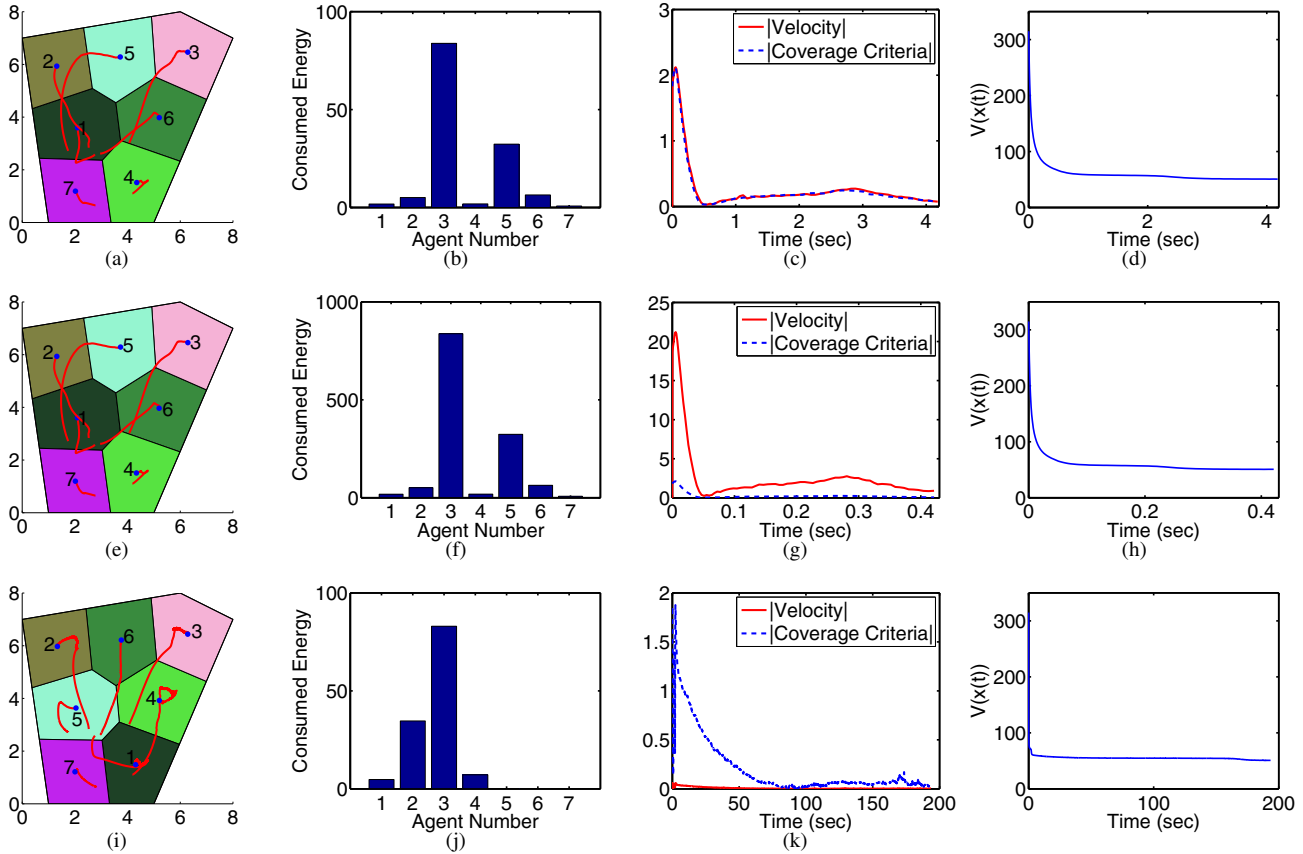 8
6
4
2
0
0 2 4 6 8
2
5
3
1
6
7
4
(a)
100
50
0
Consumed Energy
1 2 3 4 5 6 7
Agent Number
(b)
3
2
1
0
|Velocity|
|Coverage Criteria|
0 1 2 3 4
Time (sec)
(c)
V(x(t))
300
200
100
50
0
0 2 4
Time (sec)
(d)
8
6
4
2
0
0 2 4 6 8
2
5
3
1
6
7
4
(e)
1000
500
0
Consumed Energy
1 2 3 4 5 6 7
Agent Number
(f)
25
20
15
10
5
0
|Velocity|
|Coverage Criteria|
0 0.1 0.2 0.3 0.4
Time (sec)
(g)
V(x(t))
300
200
100
50
0
0 0.2 0.4
Time (sec)
(h)
8
6
4
2
0
0 2 4 6 8
2
6
3
4
5
1
7
(i)
100
50
0
Consumed Energy
1 2 3 4 5 6 7
Agent Number
(j)
2
1.5
1
0.5
0
|Velocity|
|Coverage Criteria|
0 50 100 150 200
Time (sec)
(k)
V(x(t))
300
200
100
50
0
0 100 200
Time (sec)